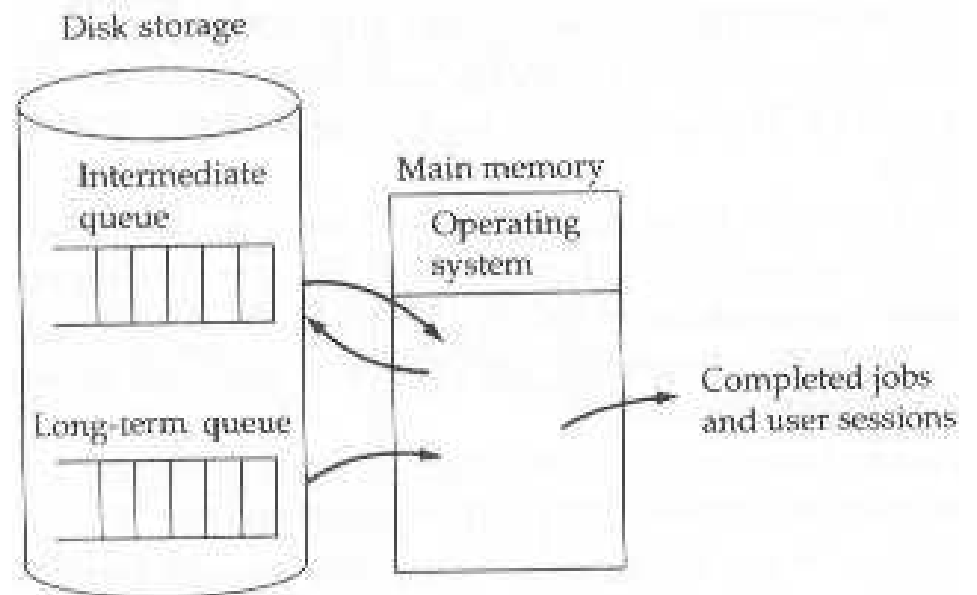 Disk storage
Intermediate
queue
Main memory
Operating
system
Long-term queue
Completed jobs
and user sessions